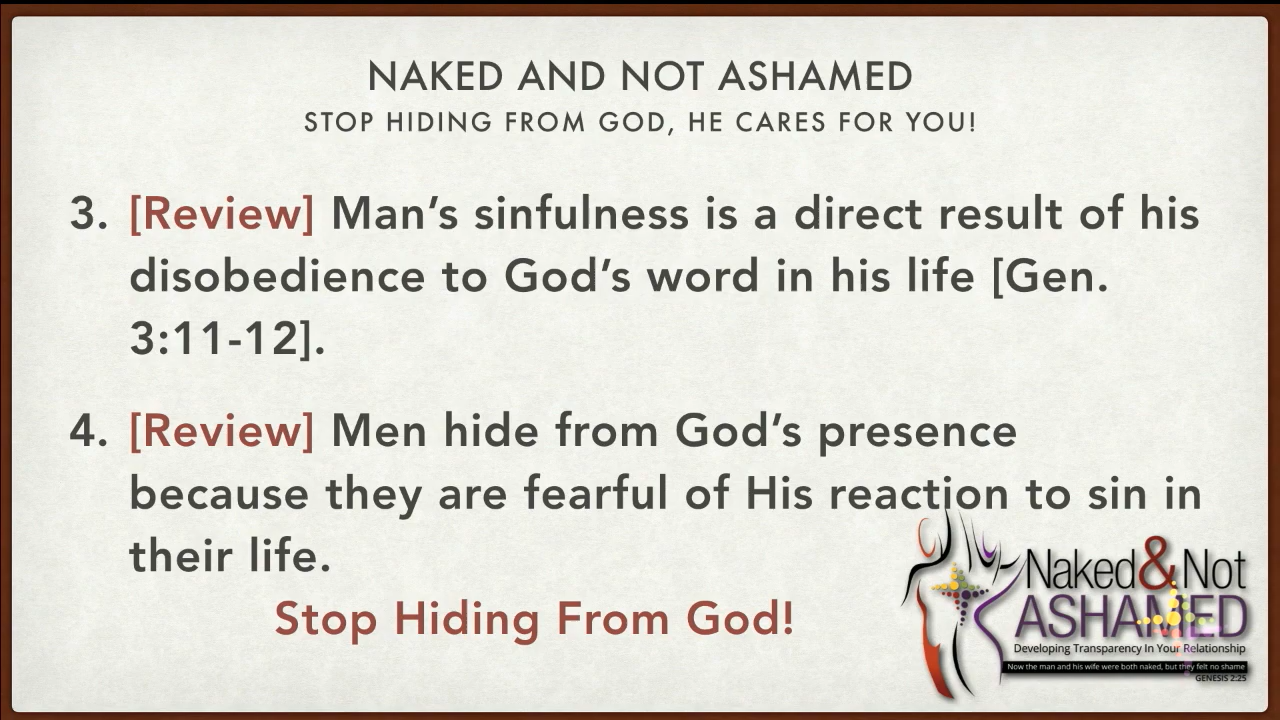 NAKED AND NOT ASHAMED
STOP HIDING FROM GOD, HE CARES FOR YOU!
3. [Review] Man’s sinfulness is a direct result of his
disobedience to God’s word in his life [Gen.
3:11-12].
4. [Review] Men hide from God’s presence
because they are fearful of His reaction to sin in
their life.
Stop Hiding From God!
Naked & Not
ASHAMED
Developing Transparency In Your Relationship
Now the man and his wife were both naked, but they felt no shame
GENESIS 2:25